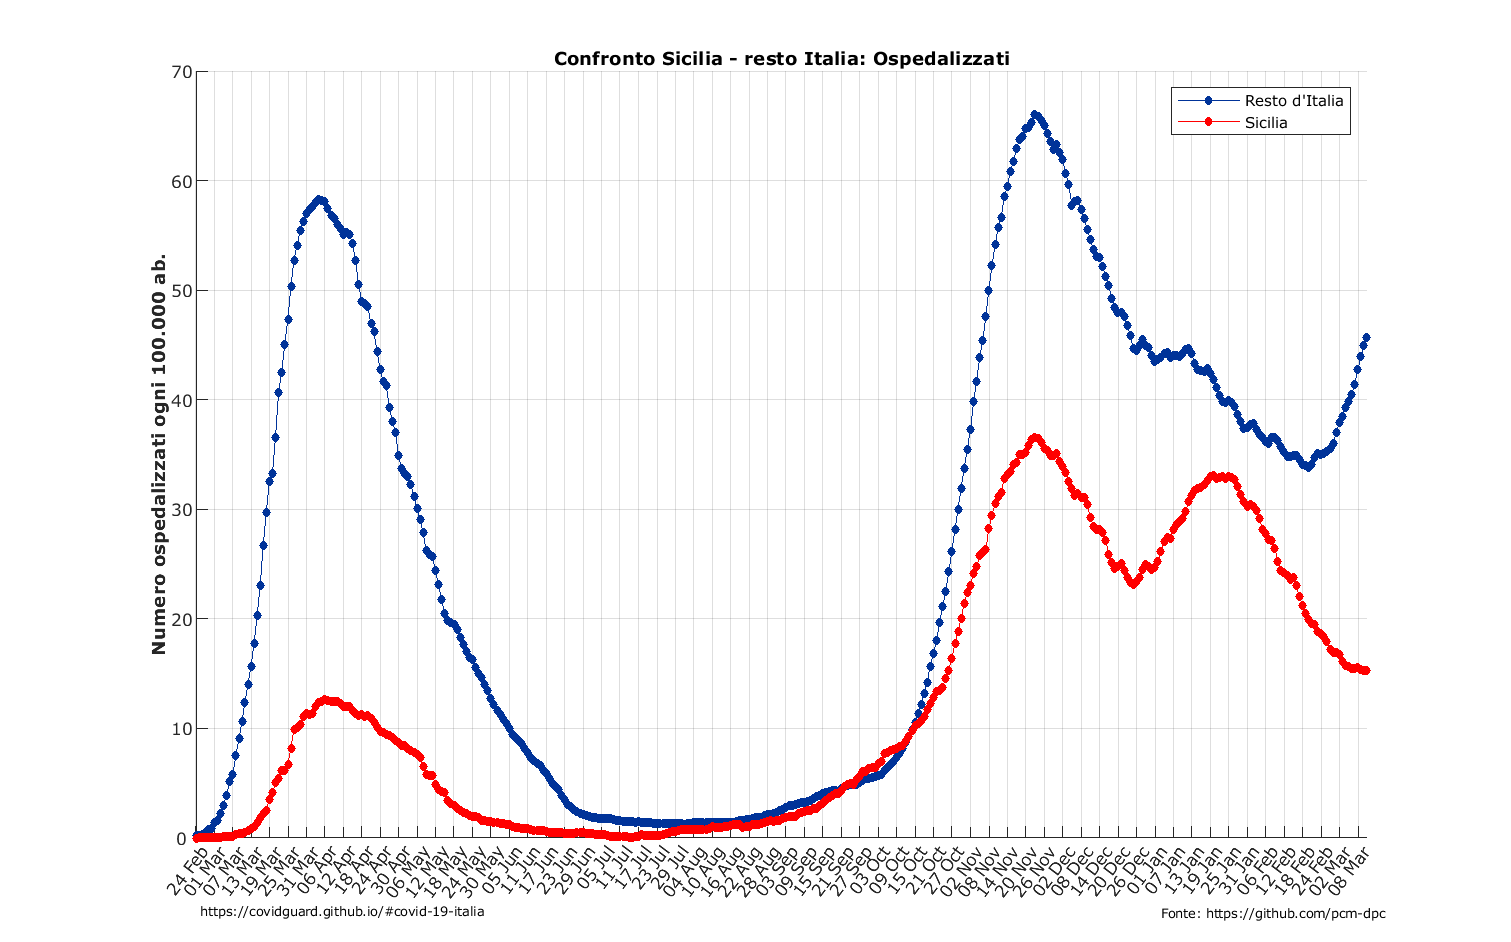 Confronto Sicilia - resto Italia: Ospedalizzati
Resto d'Italia
Sicilia
Numero ospedalizzati ogni 100.000 ab.
70
60
50
40
30
20
10
0
24 Feb
01 Mar
07 Mar
13 Mar
19 Mar
25 Mar
31 Mar
06 Apr
12 Apr
18 Apr
24 Apr
30 Apr
06 May
12 May
18 May
24 May
30 May
05 Jun
11 Jun
17 Jun
23 Jun
29 Jun
05 Jul
11 Jul
17 Jul
23 Jul
29 Jul
04 Aug
10 Aug
16 Aug
22 Aug
28 Aug
03 Sep
09 Sep
15 Sep
21 Sep
27 Sep
03 Oct
09 Oct
15 Oct
21 Oct
27 Oct
02 Nov
08 Nov
14 Nov
20 Nov
26 Nov
02 Dec
08 Dec
14 Dec
20 Dec
26 Dec
01 Jan
07 Jan
13 Jan
19 Jan
25 Jan
31 Jan
06 Feb
12 Feb
18 Feb
24 Feb
02 Mar
08 Mar
https://covidguard.github.io/#covid-19-italia
Fonte: https://github.com/pcm-dpc